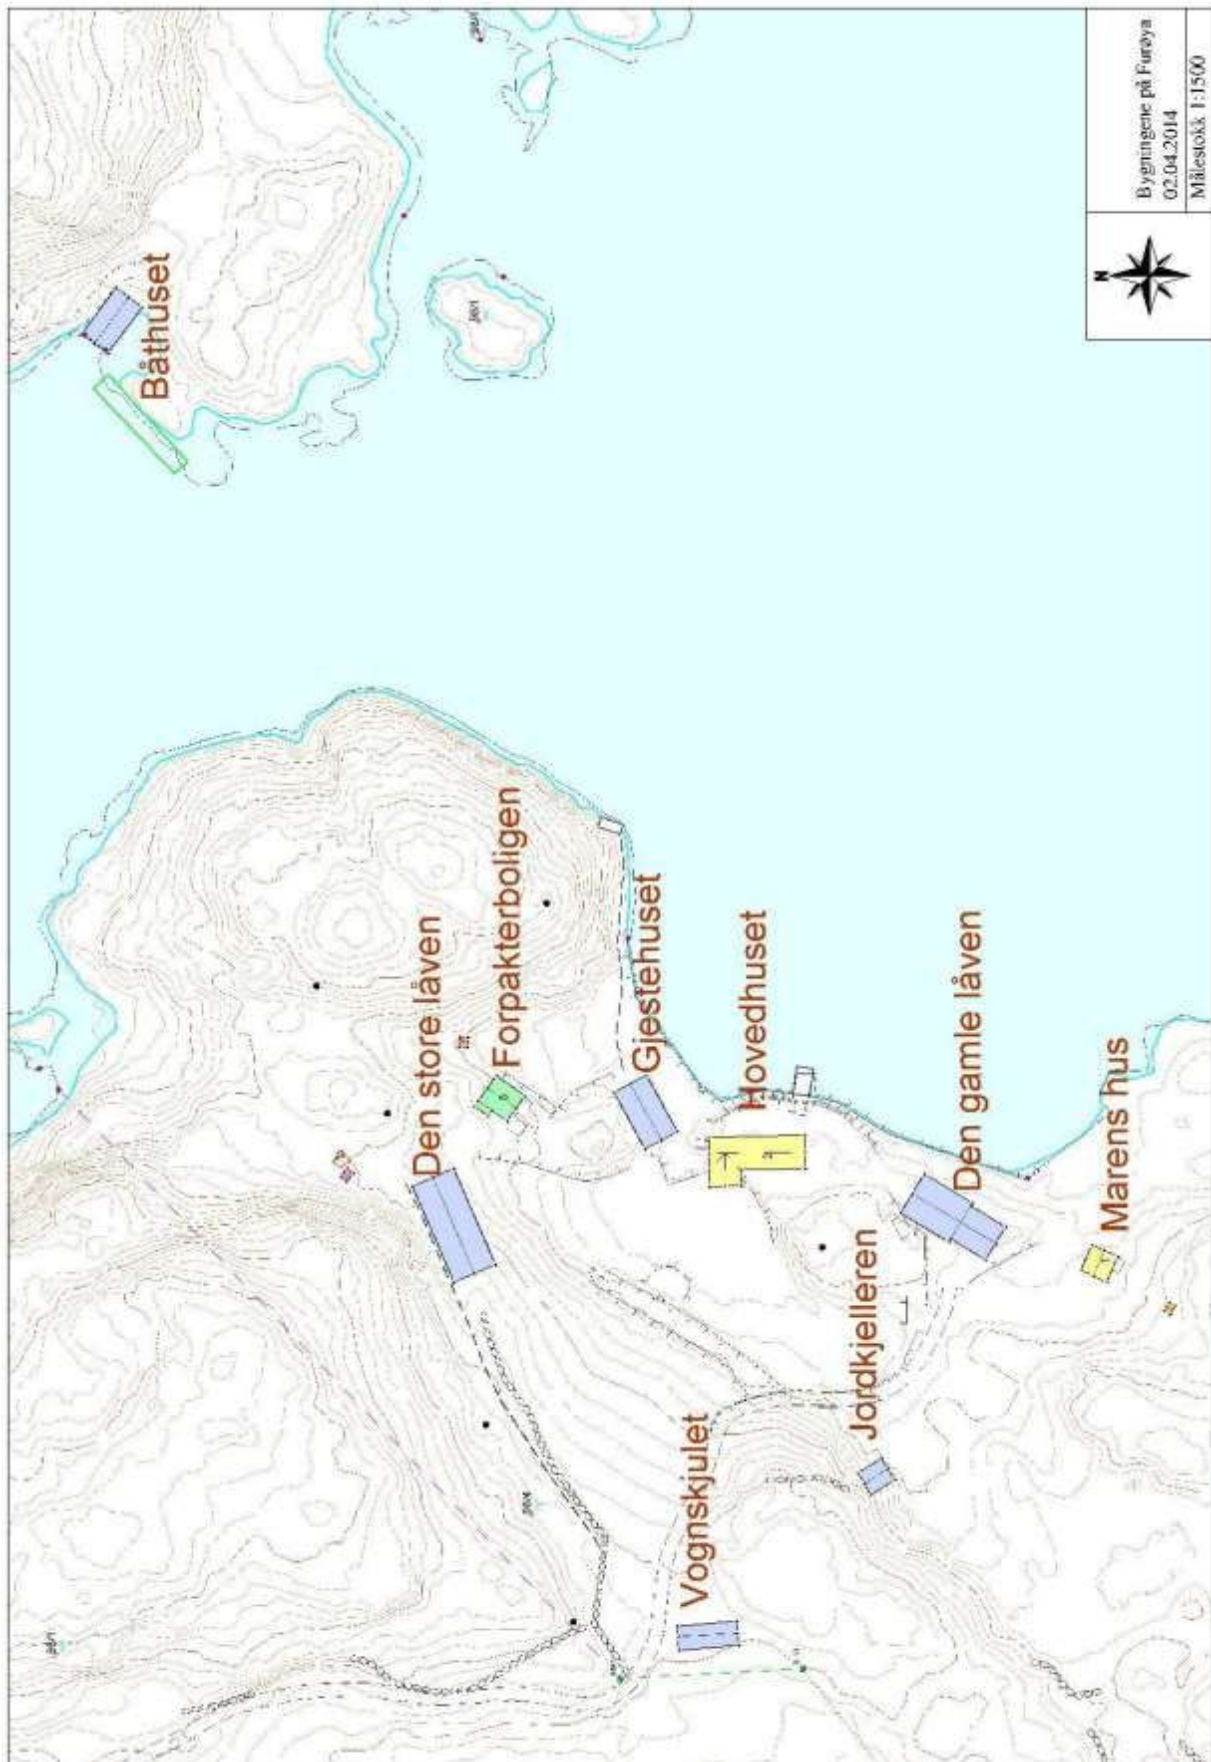 Båthuset
Den store låven
Forpakterboligen
Gjestehuset
Hovedhuset
Den gamle låven
Marens hus
Jordkjelleren
Vognskjulet
N
Bygningene på Furøya
02.04.2014
Målestokk 1:1500